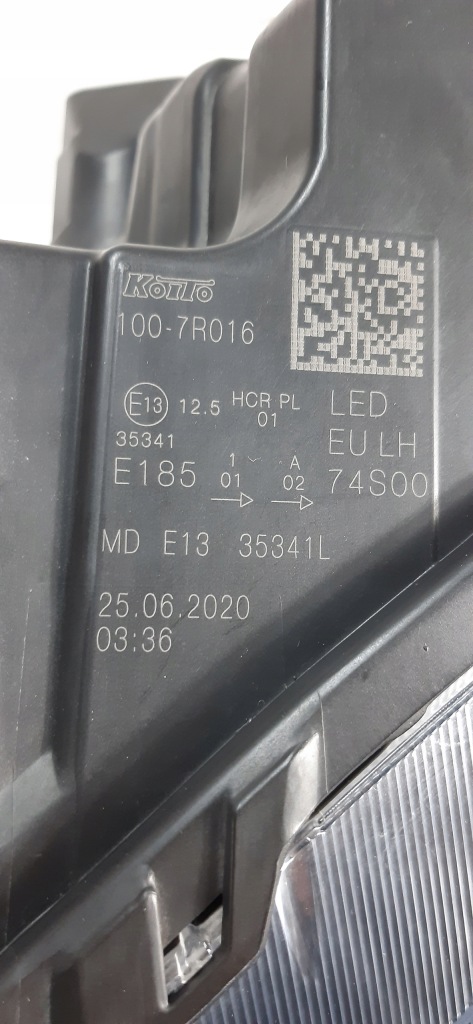 KOITO
100-7R016
E13 12.5 HCR PL LED
01
35341 EU LH
E185 1 A 74S00
01 02
→ →
MD E13 35341L
25.06.2020
03:36